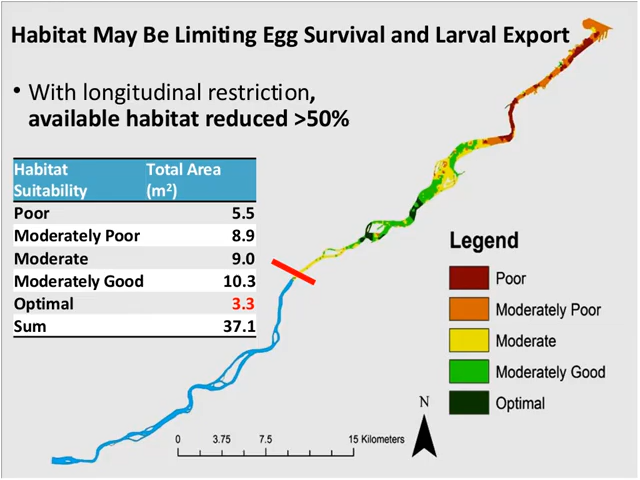 Habitat May Be Limiting Egg Survival and Larval Export
• With longitudinal restriction,
available habitat reduced >50%
Habitat Suitability Total Area (m²)
Poor 5.5
Moderately Poor 8.9
Moderate 9.0
Moderately Good 10.3
Optimal 3.3
Sum 37.1
Legend
Poor
Moderately Poor
Moderate
Moderately Good
Optimal
N
0 3.75 7.5 15 Kilometers